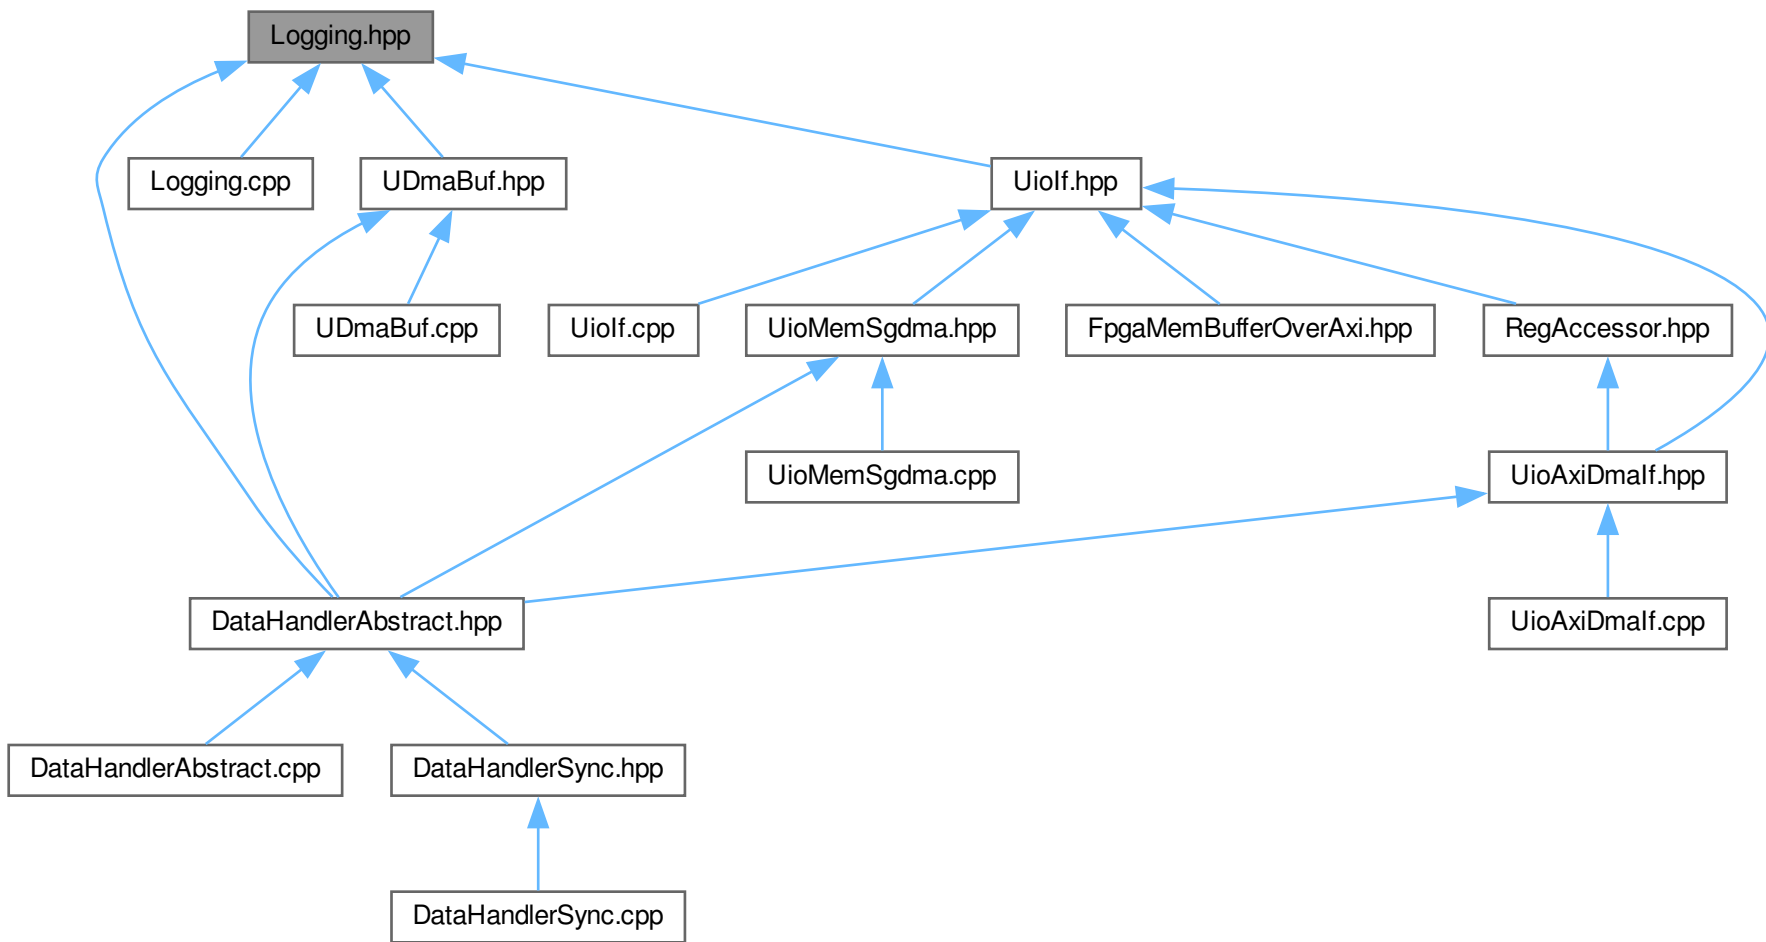 Logging.hpp
Logging.cpp
UDmaBuf.hpp
UioIf.hpp
UDmaBuf.cpp
UioIf.cpp
UioMemSgdma.hpp
FpgaMemBufferOverAxi.hpp
RegAccessor.hpp
UioMemSgdma.cpp
UioAxiDmaIf.hpp
DataHandlerAbstract.hpp
UioAxiDmaIf.cpp
DataHandlerAbstract.cpp
DataHandlerSync.hpp
DataHandlerSync.cpp